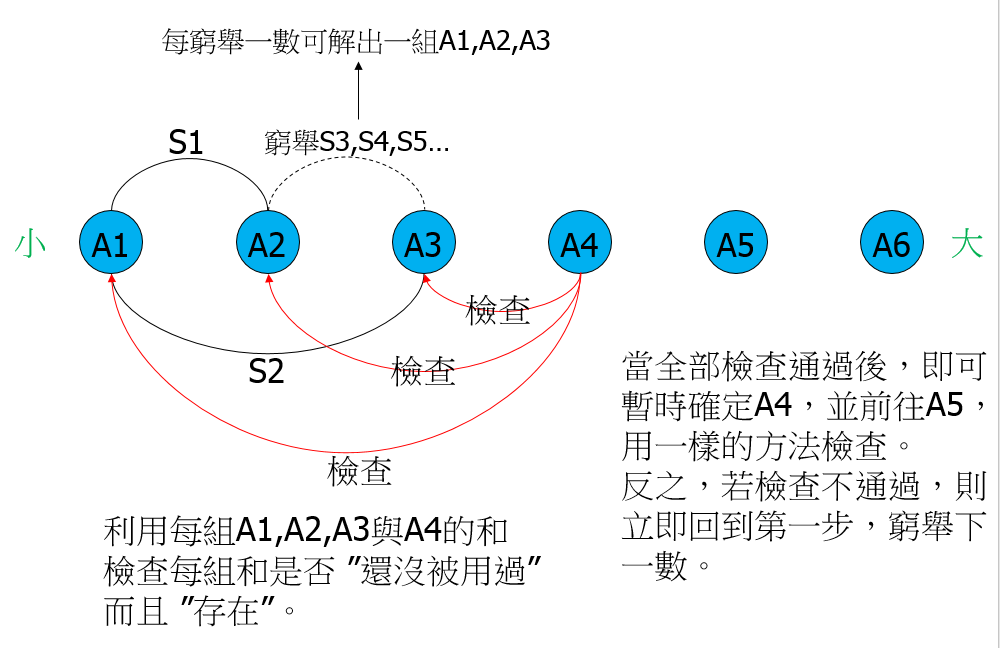 每窮舉一數可解出一組A1,A2,A3
S1
窮舉S3,S4,S5...
小
A1
A2
A3
A4
A5
A6
大
檢查
S2
檢查
檢查
當全部檢查通過後，即可
暫時確定A4，並前往A5，
用一樣的方法檢查。
反之，若檢查不通過，則
立即回到第一步，窮舉下
一數。
利用每組A1,A2,A3與A4的和
檢查每組和是否 ”還沒被用過”
而且 ”存在”。